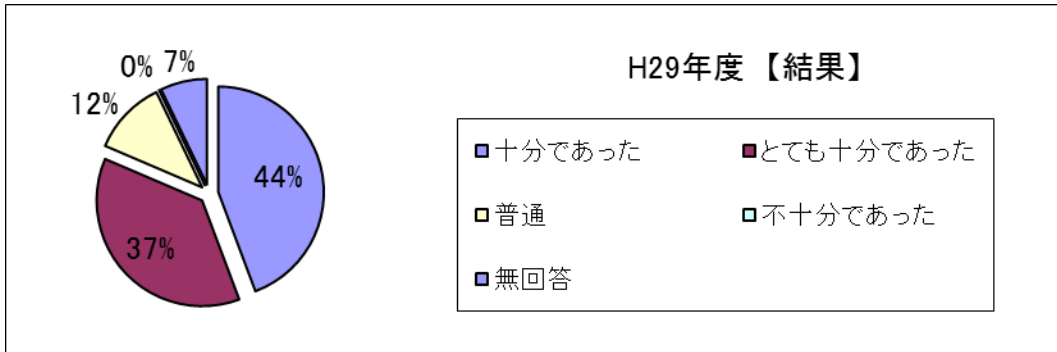 0% 7%
12%
44%
37%
H29年度 【結果】
十分であった とても十分であった
普通 不十分であった
無回答